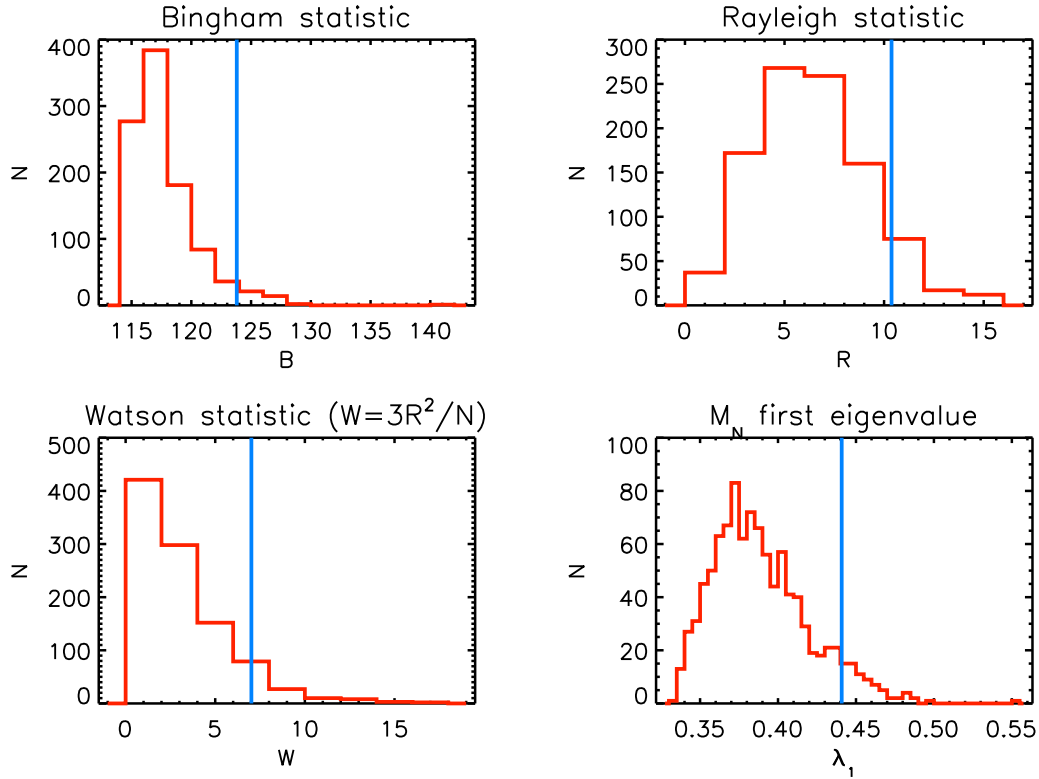 Bingham statistic
400
300
200
100
0
N
115 120 125 130 135 140
B
Rayleigh statistic
300
250
200
150
100
50
0
N
0 5 10 15
R
Watson statistic (W=3R²/N)
500
400
300
200
100
0
N
0 5 10 15
W
M_N first eigenvalue
100
80
60
40
20
0
N
0.35 0.40 0.45 0.50 0.55
λ₁